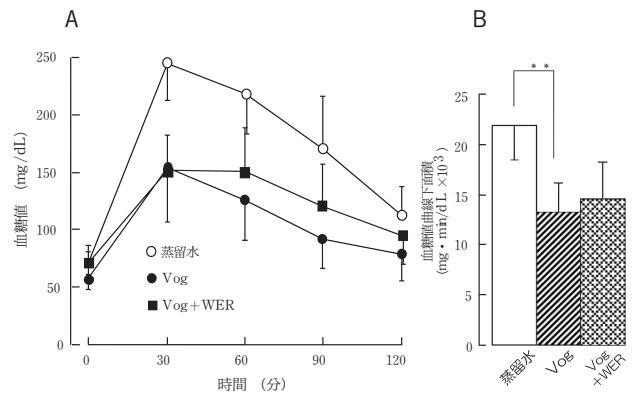 A
血糖値 (mg/dL)
250
200
150
100
50
0
蒸留水
Vog
Vog+WER
0 30 60 90 120
時間 (分)
B
血糖値曲線下面積
(mg・min/dL ×10³)
25
20
15
10
5
0
**
蒸留水
Vog
Vog
+WER